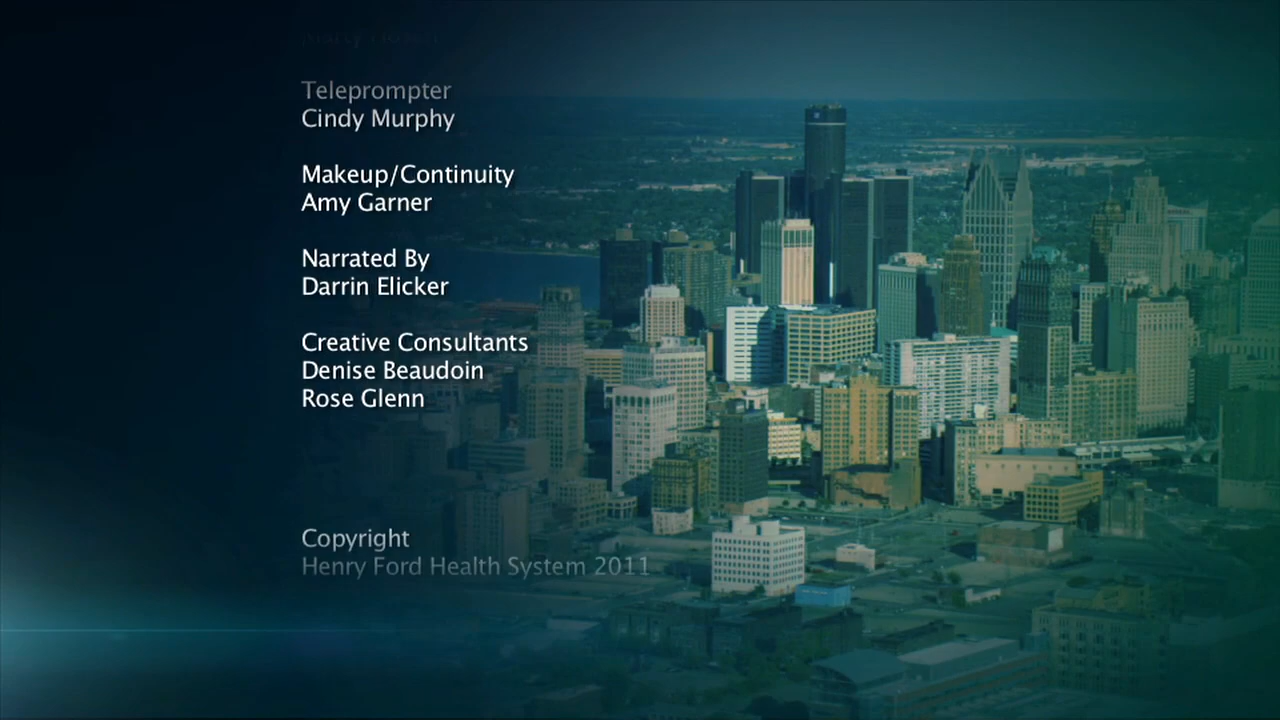 Teleprompter
Cindy Murphy
Makeup/Continuity
Amy Garner
Narrated By
Darrin Elicker
Creative Consultants
Denise Beaudoin
Rose Glenn
Copyright
Henry Ford Health System 2011